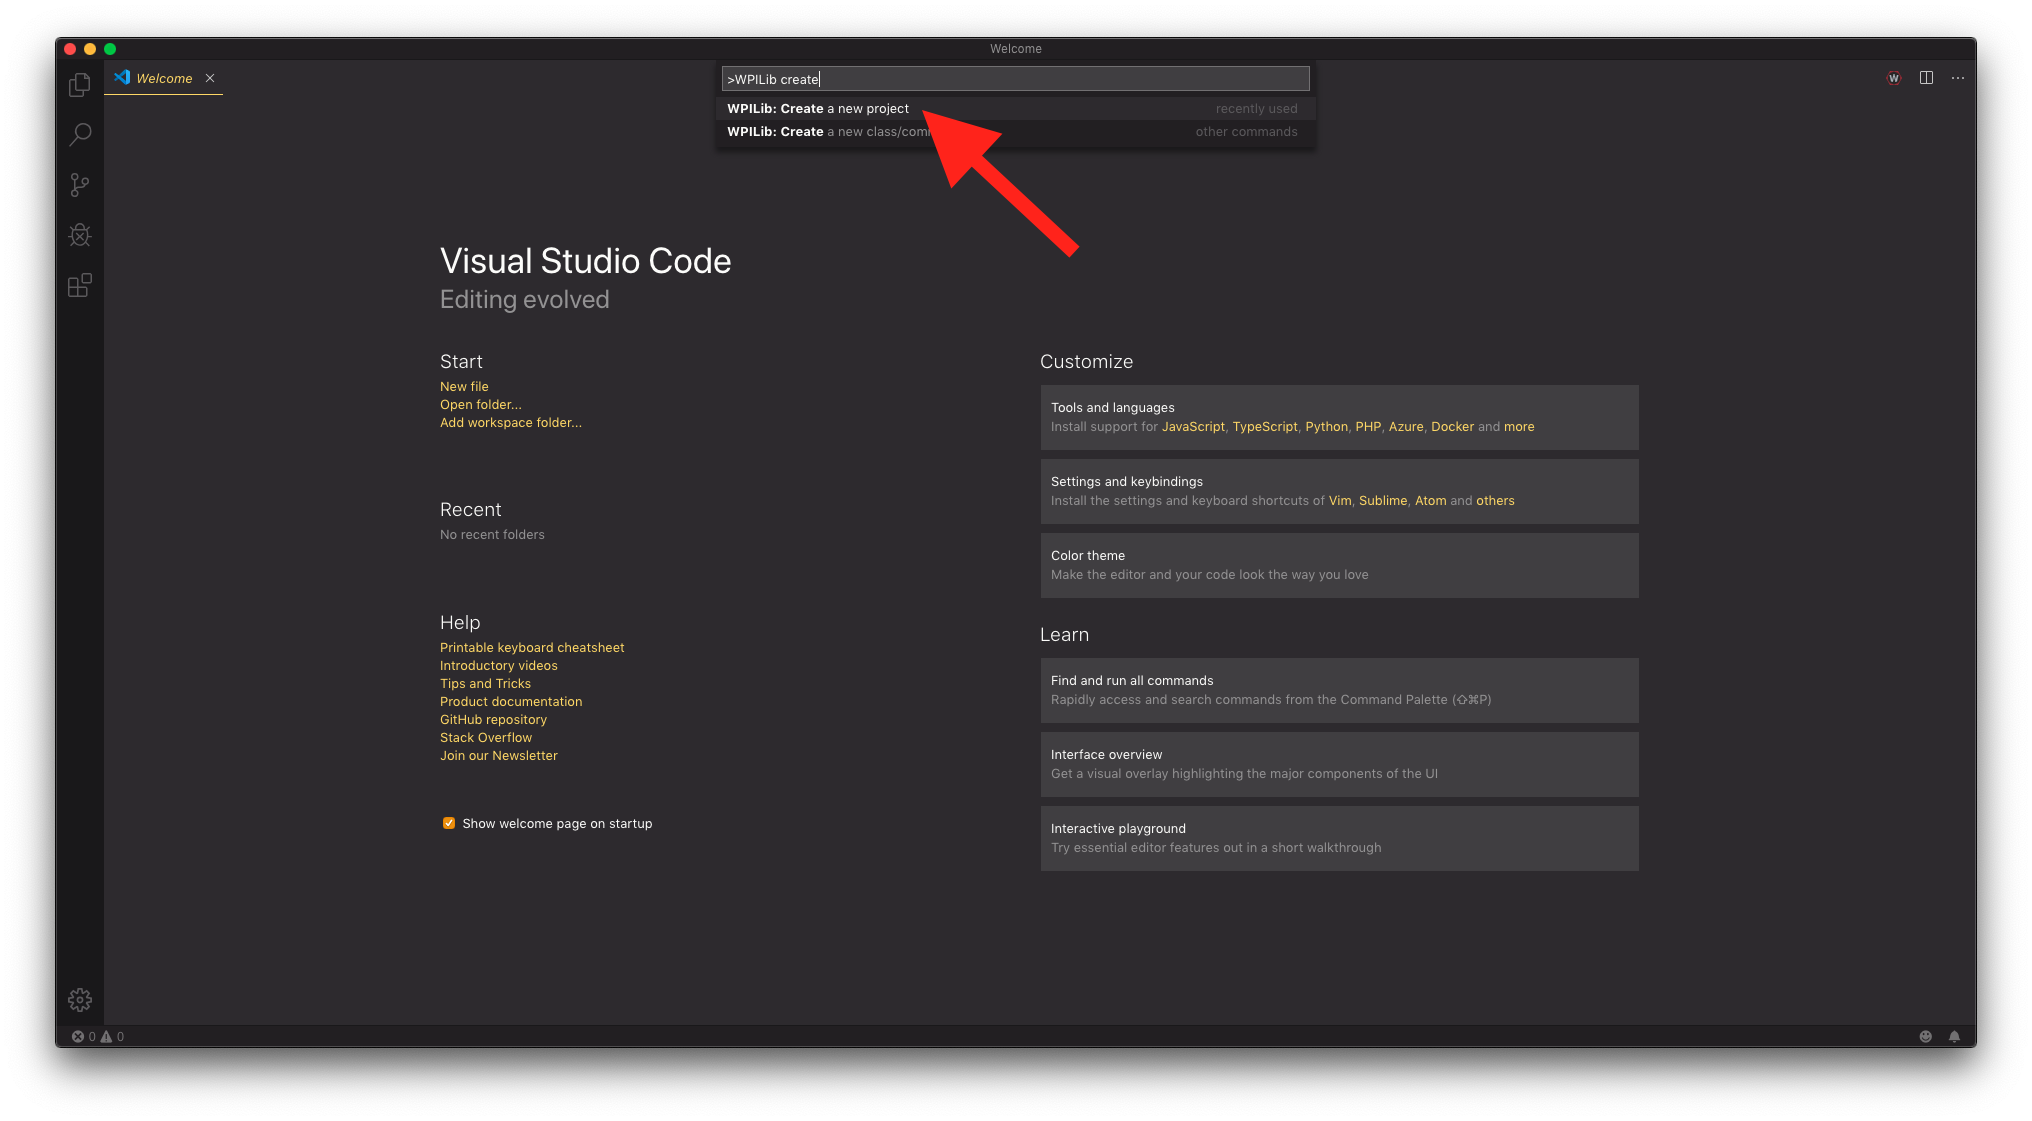 Welcome
Welcome
W
>WPILib create
WPILib: Create a new project recently used
WPILib: Create a new class/comm other commands
Visual Studio Code
Editing evolved
Start
New file
Open folder...
Add workspace folder...
Recent
No recent folders
Help
Printable keyboard cheatsheet
Introductory videos
Tips and Tricks
Product documentation
GitHub repository
Stack Overflow
Join our Newsletter
Show welcome page on startup
Customize
Tools and languages
Install support for JavaScript, TypeScript, Python, PHP, Azure, Docker and more
Settings and keybindings
Install the settings and keyboard shortcuts of Vim, Sublime, Atom and others
Color theme
Make the editor and your code look the way you love
Learn
Find and run all commands
Rapidly access and search commands from the Command Palette (⇧⌘P)
Interface overview
Get a visual overlay highlighting the major components of the UI
Interactive playground
Try essential editor features out in a short walkthrough
0 0